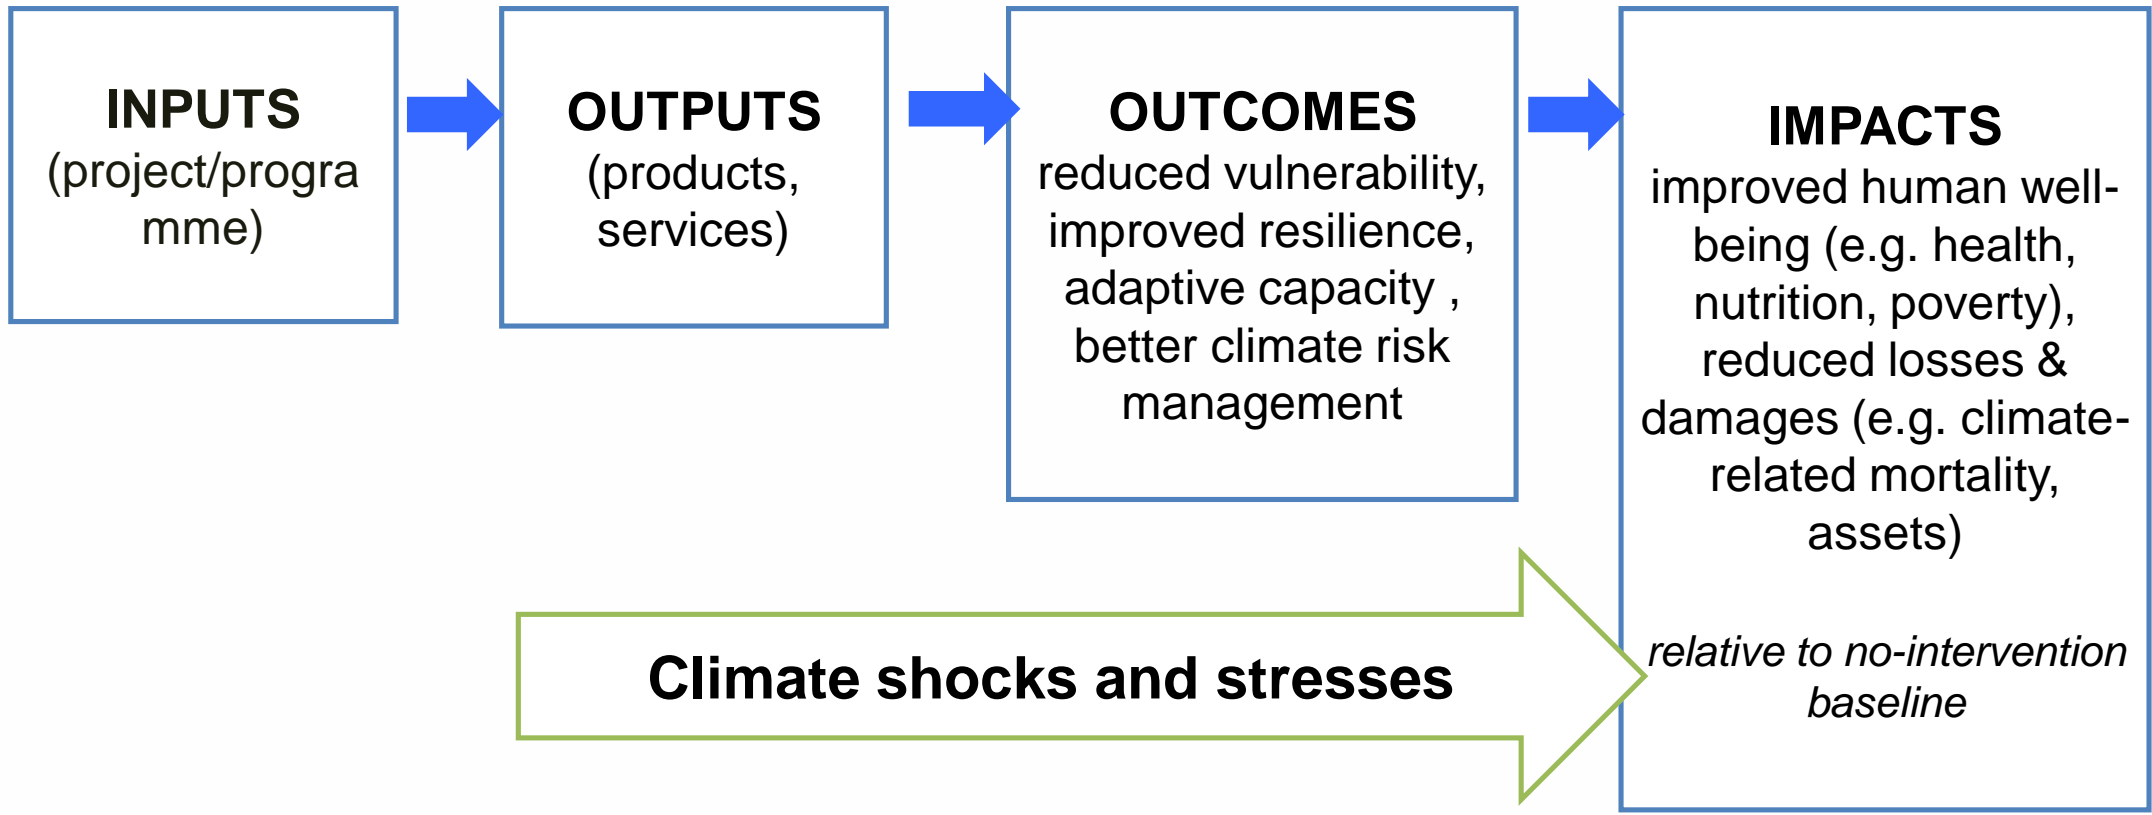 INPUTS
(project/progra
mme)
OUTPUTS
(products,
services)
OUTCOMES
reduced vulnerability,
improved resilience,
adaptive capacity ,
better climate risk
management
IMPACTS
improved human well-
being (e.g. health,
nutrition, poverty),
reduced losses &
damages (e.g. climate-
related mortality,
assets)
relative to no-intervention
baseline
Climate shocks and stresses